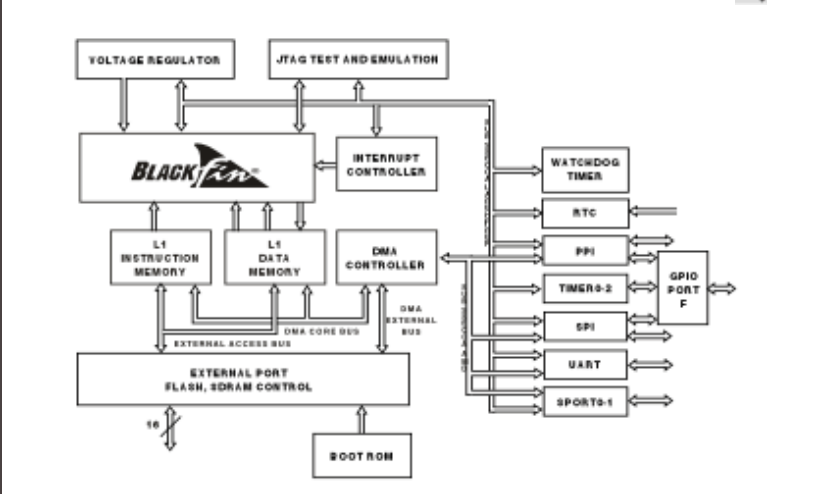 VOLTAGE REGULATOR
JTAG TEST AND EMULATION
BLACKfin
INTERRUPT
CONTROLLER
WATCHDOG
TIMER
RTC
PPI
L1
INSTRUCTION
MEMORY
L1
DATA
MEMORY
DMA
CONTROLLER
GPIO
PORT
F
TIMER0-2
DMA
EXTERNAL
BUS
DMA CORE BUS
EXTERNAL ACCESS BUS
SPI
UART
EXTERNAL PORT
FLASH, SDRAM CONTROL
SPORT0-1
16
BOOT ROM